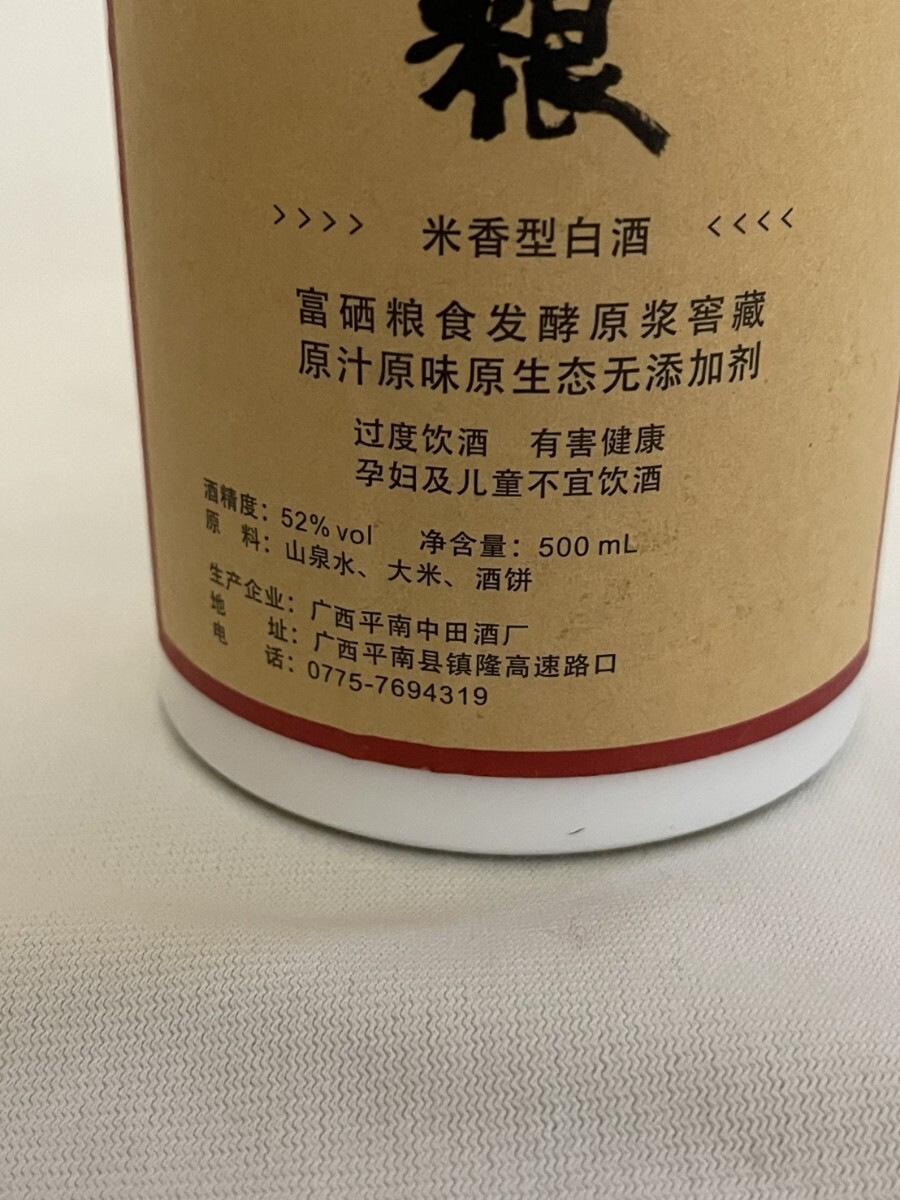 粮
>>>> 米香型白酒 <<<<
富硒粮食发酵原浆窖藏
原汁原味原生态无添加剂
过度饮酒 有害健康
孕妇及儿童不宜饮酒
酒精度：52% vol 净含量：500 mL
原 料：山泉水、大米、酒饼
生产企业：广西平南中田酒厂
地 址：广西平南县镇隆高速路口
电 话：0775-7694319